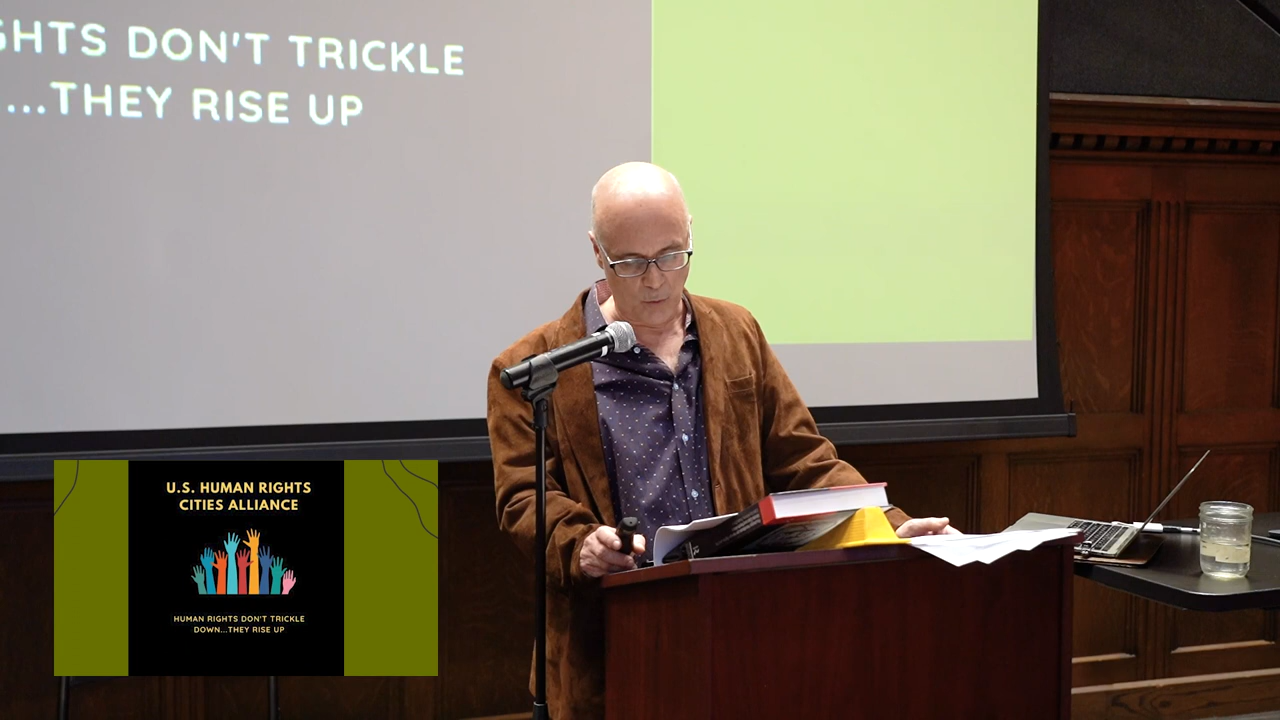 GHTS DON'T TRICKLE
...THEY RISE UP
U.S. HUMAN RIGHTS
CITIES ALLIANCE
HUMAN RIGHTS DON'T TRICKLE
DOWN...THEY RISE UP